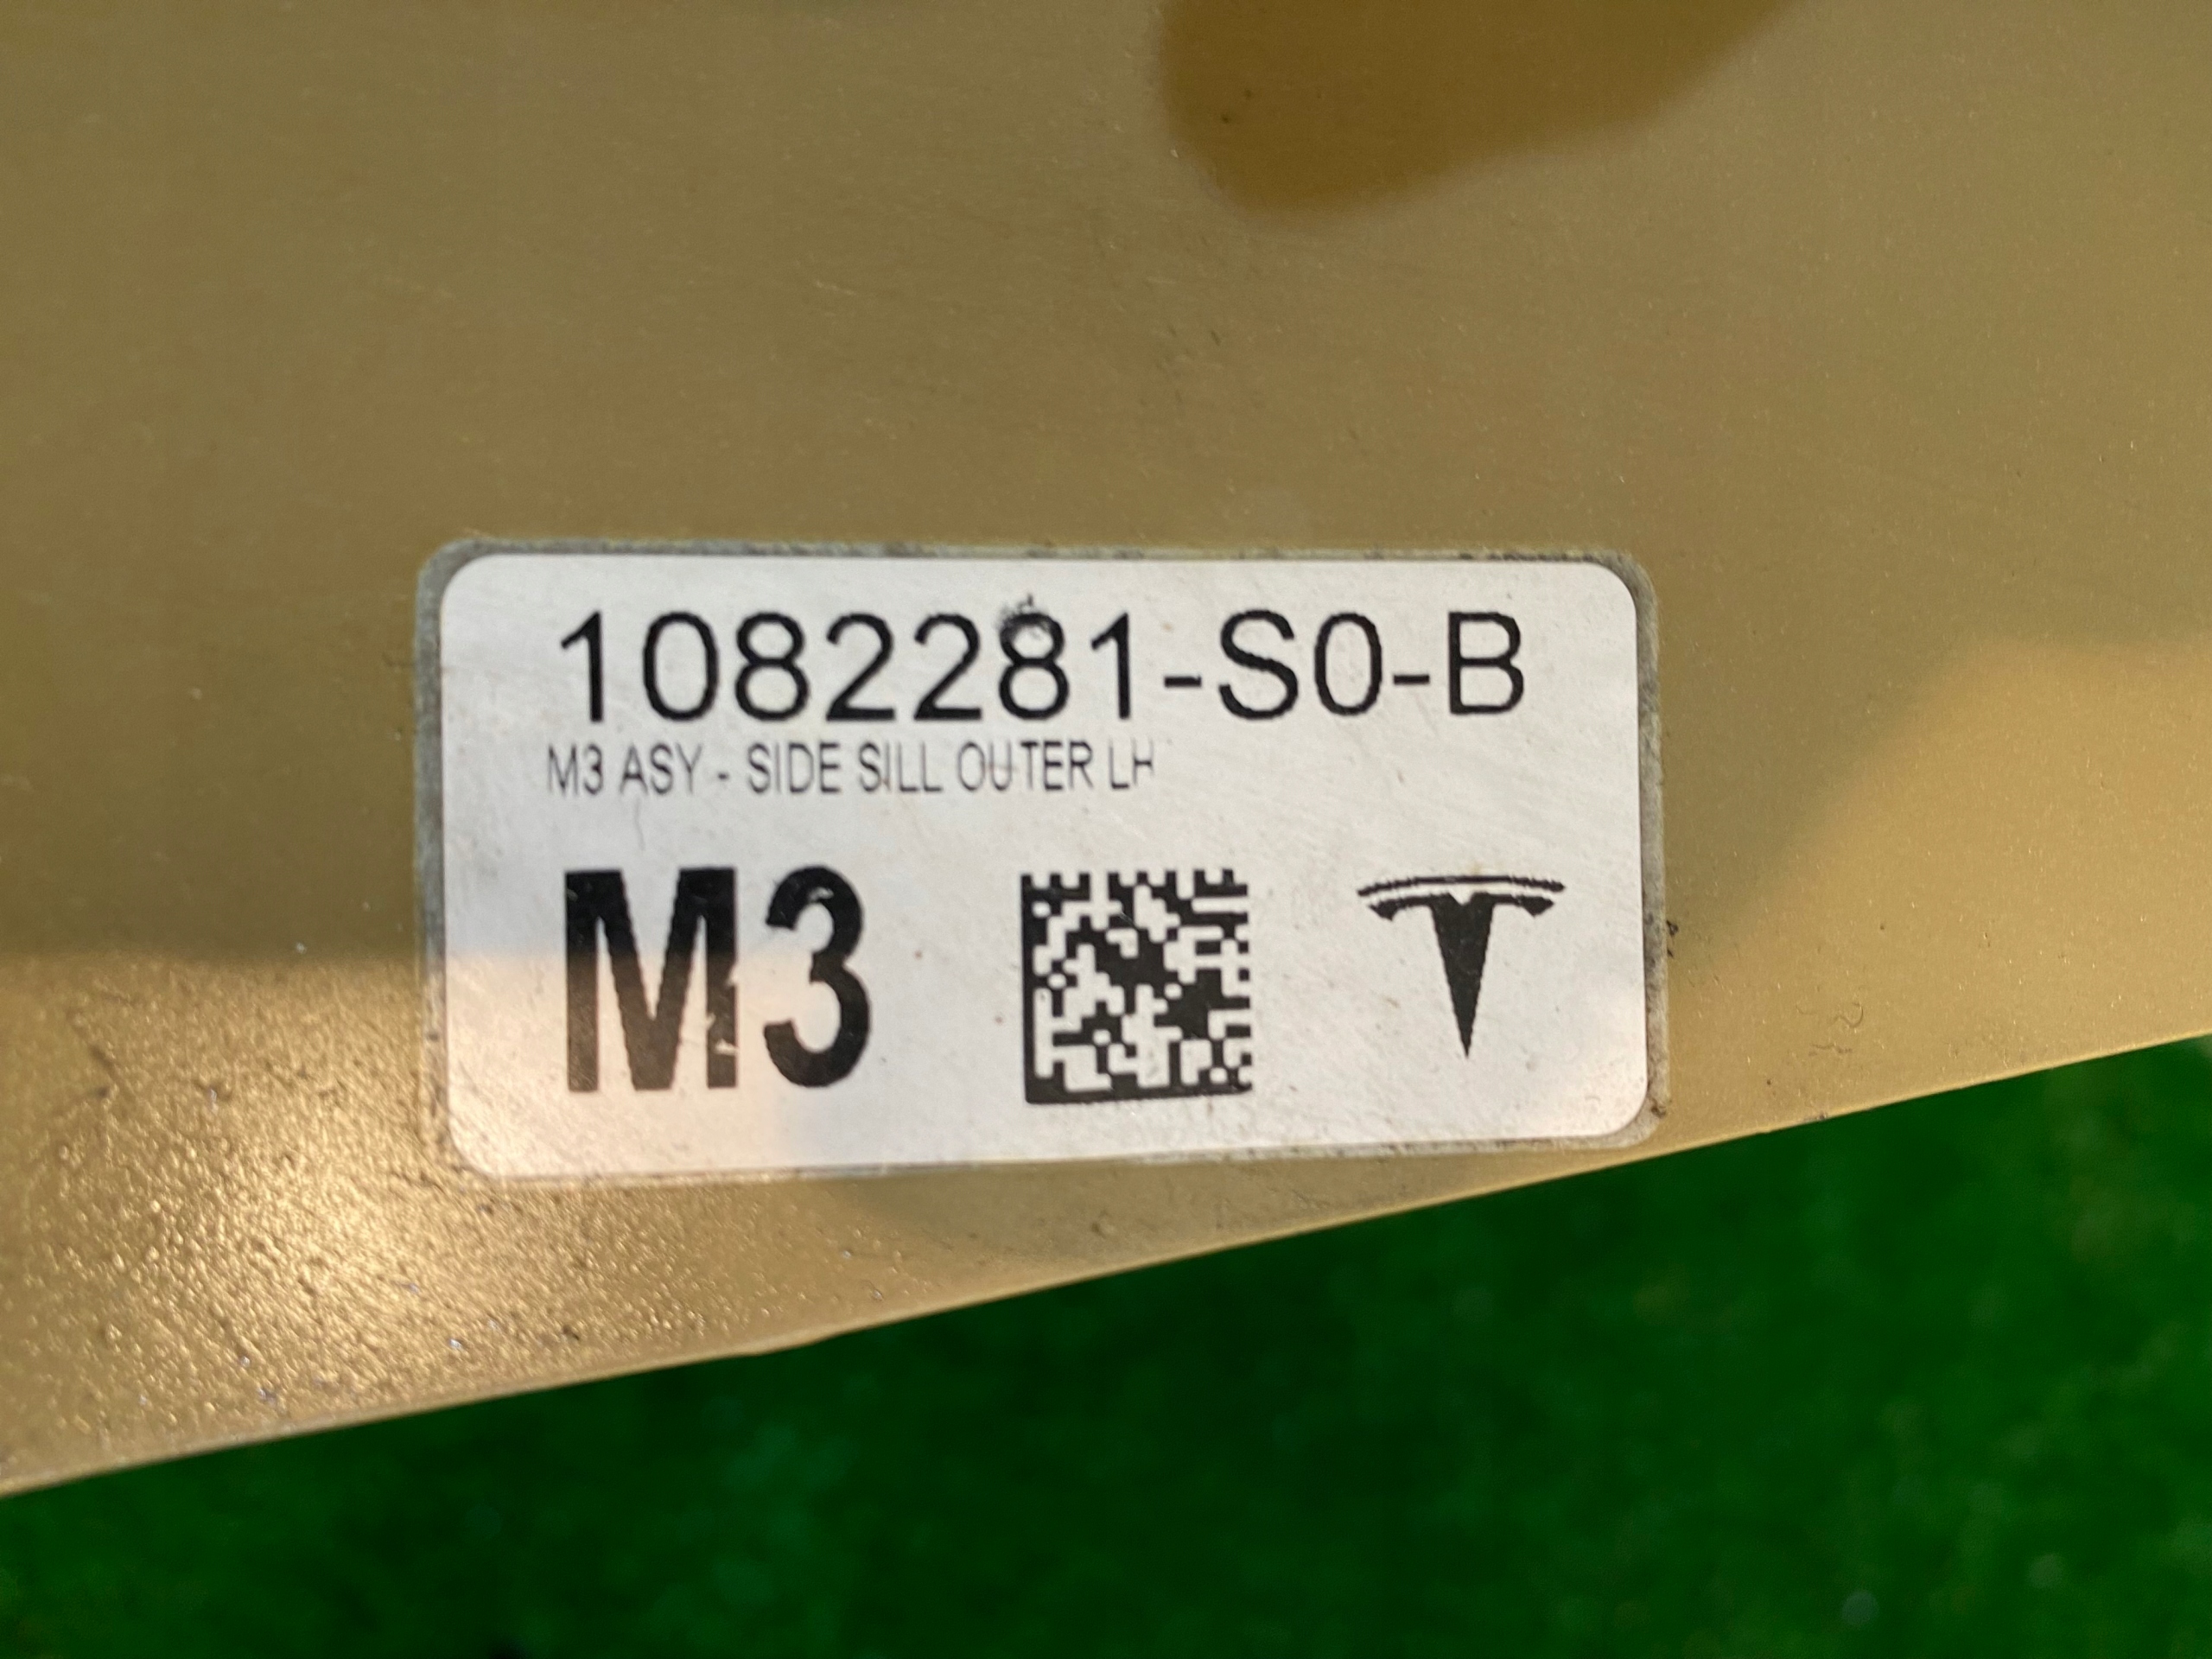 1082281-S0-B
M3 ASY - SIDE SILL OUTER LH
M3